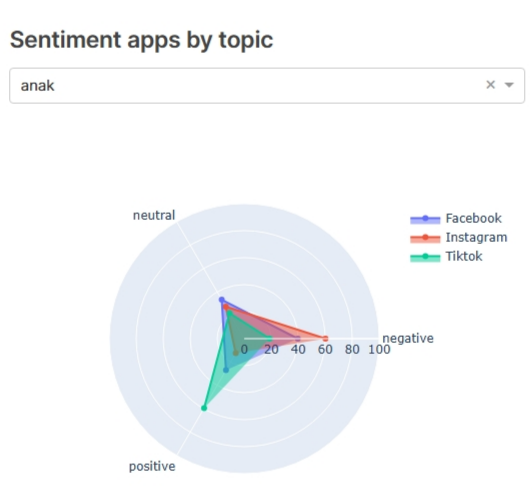 Sentiment apps by topic
anak
neutral
Facebook
Instagram
Tiktok
negative
0 20 40 60 80 100
positive